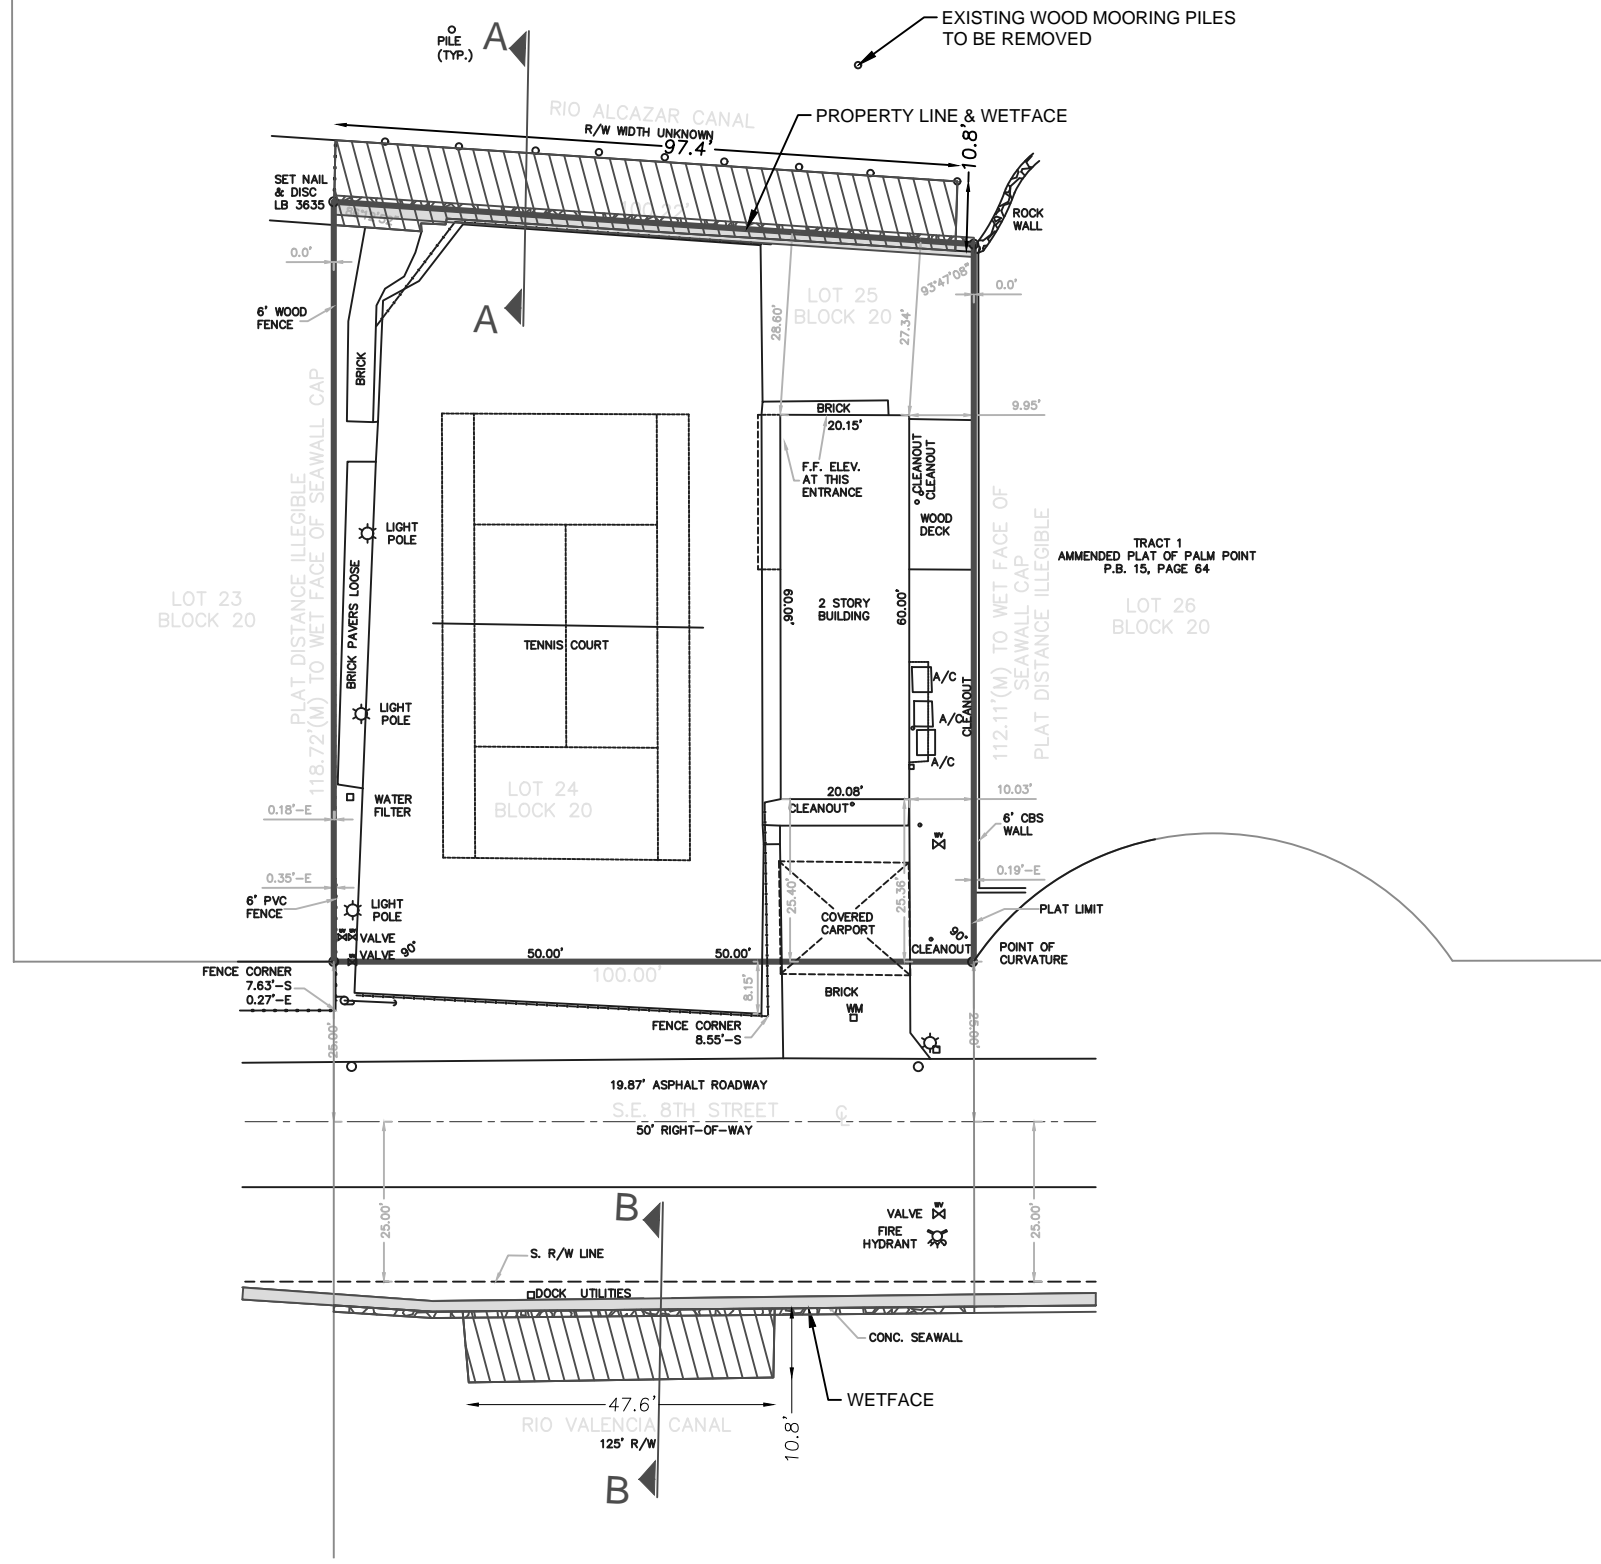 EXISTING WOOD MOORING PILES
TO BE REMOVED
PILE
(TYP.)
A
RIO ALCAZAR CANAL
R/W WIDTH UNKNOWN
97.4'
PROPERTY LINE & WETFACE
10.8'
SET NAIL
& DISC
LB 3635
ROCK
WALL
0.0'
93°47'08"
0.0'
LOT 25
BLOCK 20
A
6' WOOD
FENCE
28.60'
27.34'
BRICK
BRICK
20.15'
9.95'
F.F. ELEV.
AT THIS
ENTRANCE
CLEANOUT
CLEANOUT
WOOD
DECK
LIGHT
POLE
PLAT DISTANCE ILLEGIBLE
118.72'(M) TO WET FACE OF SEAWALL CAP
112.11'(M) TO WET FACE OF
SEAWALL CAP
PLAT DISTANCE ILLEGIBLE
TRACT 1
AMMENDED PLAT OF PALM POINT
P.B. 15, PAGE 64
LOT 23
BLOCK 20
LOT 26
BLOCK 20
BRICK PAVERS LOOSE
60.06'
2 STORY
BUILDING
60.00'
TENNIS COURT
A/C
A/C
A/C
CLEANOUT
LIGHT
POLE
LOT 24
BLOCK 20
WATER
FILTER
20.08'
CLEANOUT
10.03'
0.18'-E
6' CBS
WALL
0.35'-E
0.19'-E
6' PVC
FENCE
LIGHT
POLE
25.40'
25.36'
COVERED
CARPORT
PLAT LIMIT
VALVE
VALVE
90°
50.00'
50.00'
90°
CLEANOUT
POINT OF
CURVATURE
100.00'
FENCE CORNER
7.63'-S
0.27'-E
8.15'
BRICK
WM
FENCE CORNER
8.55'-S
25.00'
25.00'
19.87' ASPHALT ROADWAY
S.E. 8TH STREET
50' RIGHT-OF-WAY
25.00'
25.00'
B
VALVE
WV
FIRE
HYDRANT
S. R/W LINE
DOCK UTILITIES
CONC. SEAWALL
WETFACE
47.6'
10.8'
RIO VALENCIA CANAL
125' R/W
B